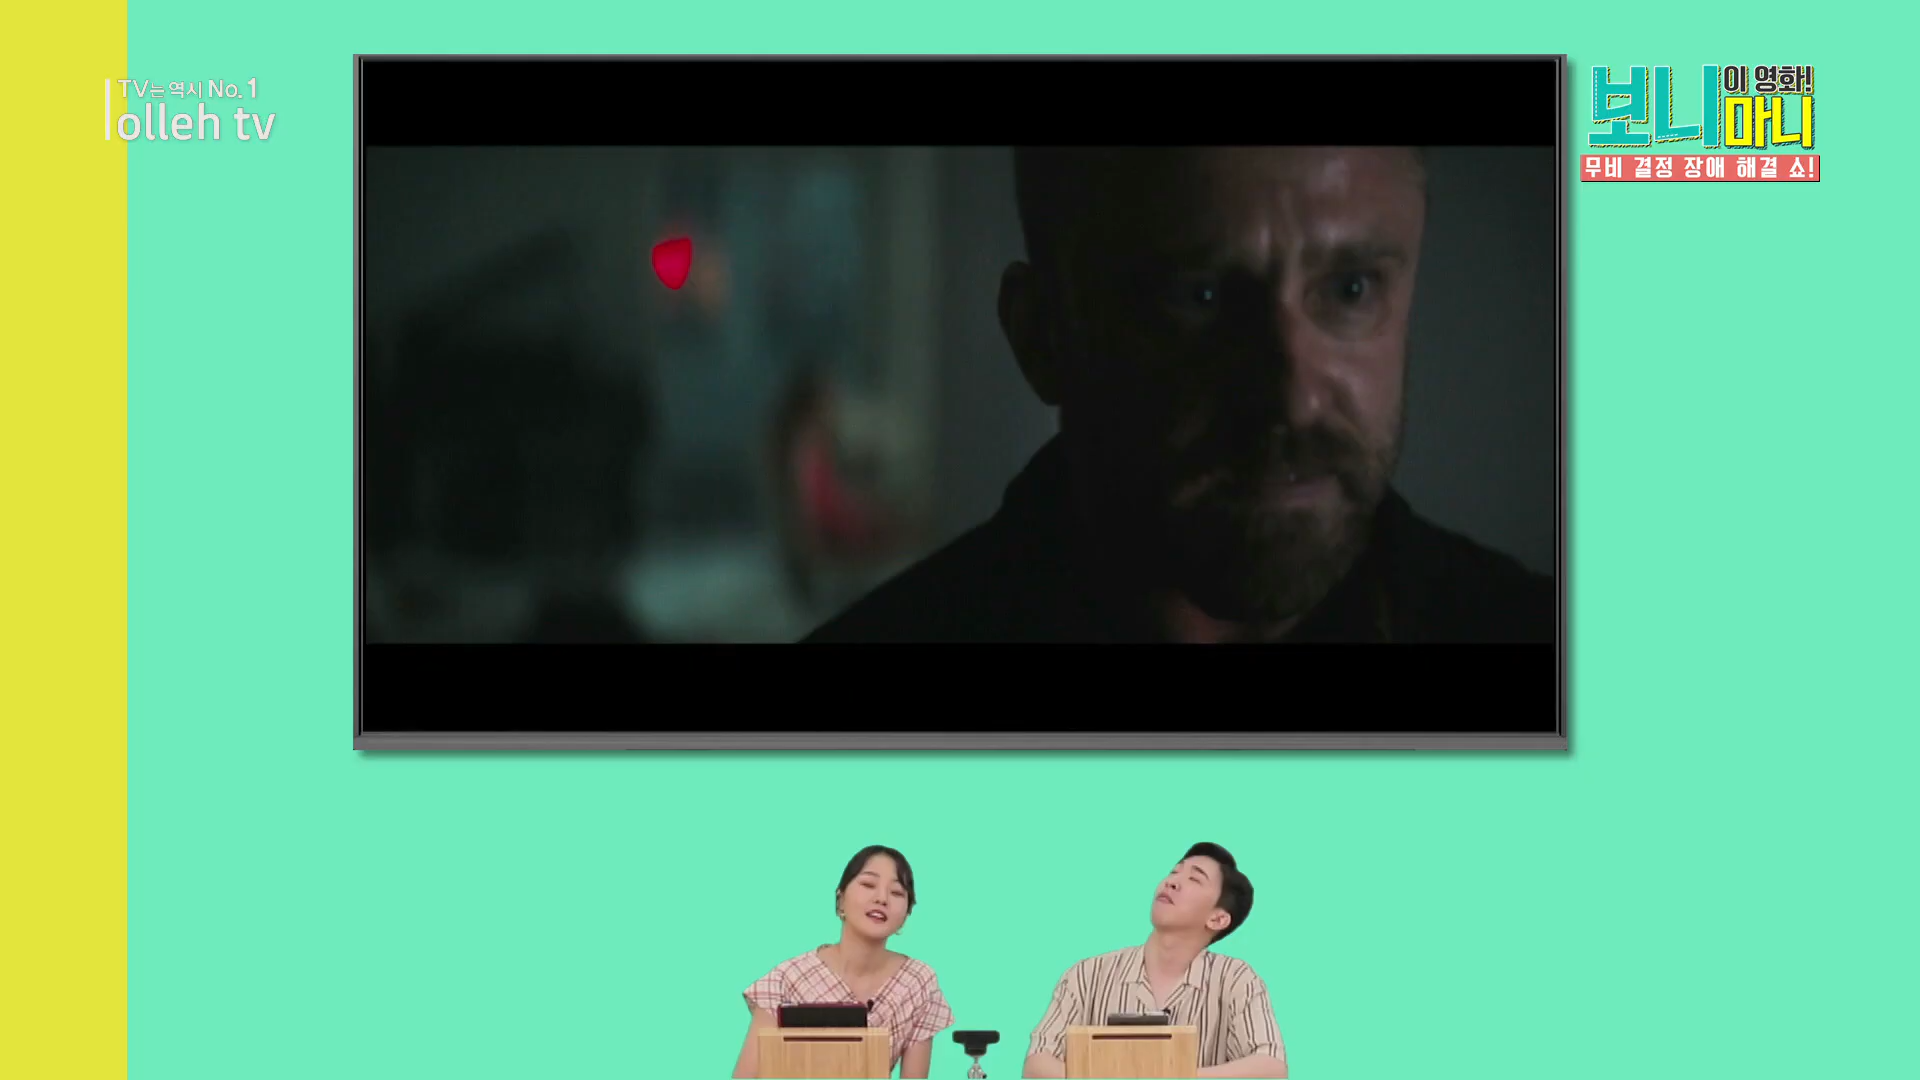 TV는 역시 No.1
olleh tv
보니 이 영화!
마니
무비 결정 장애 해결 쇼!